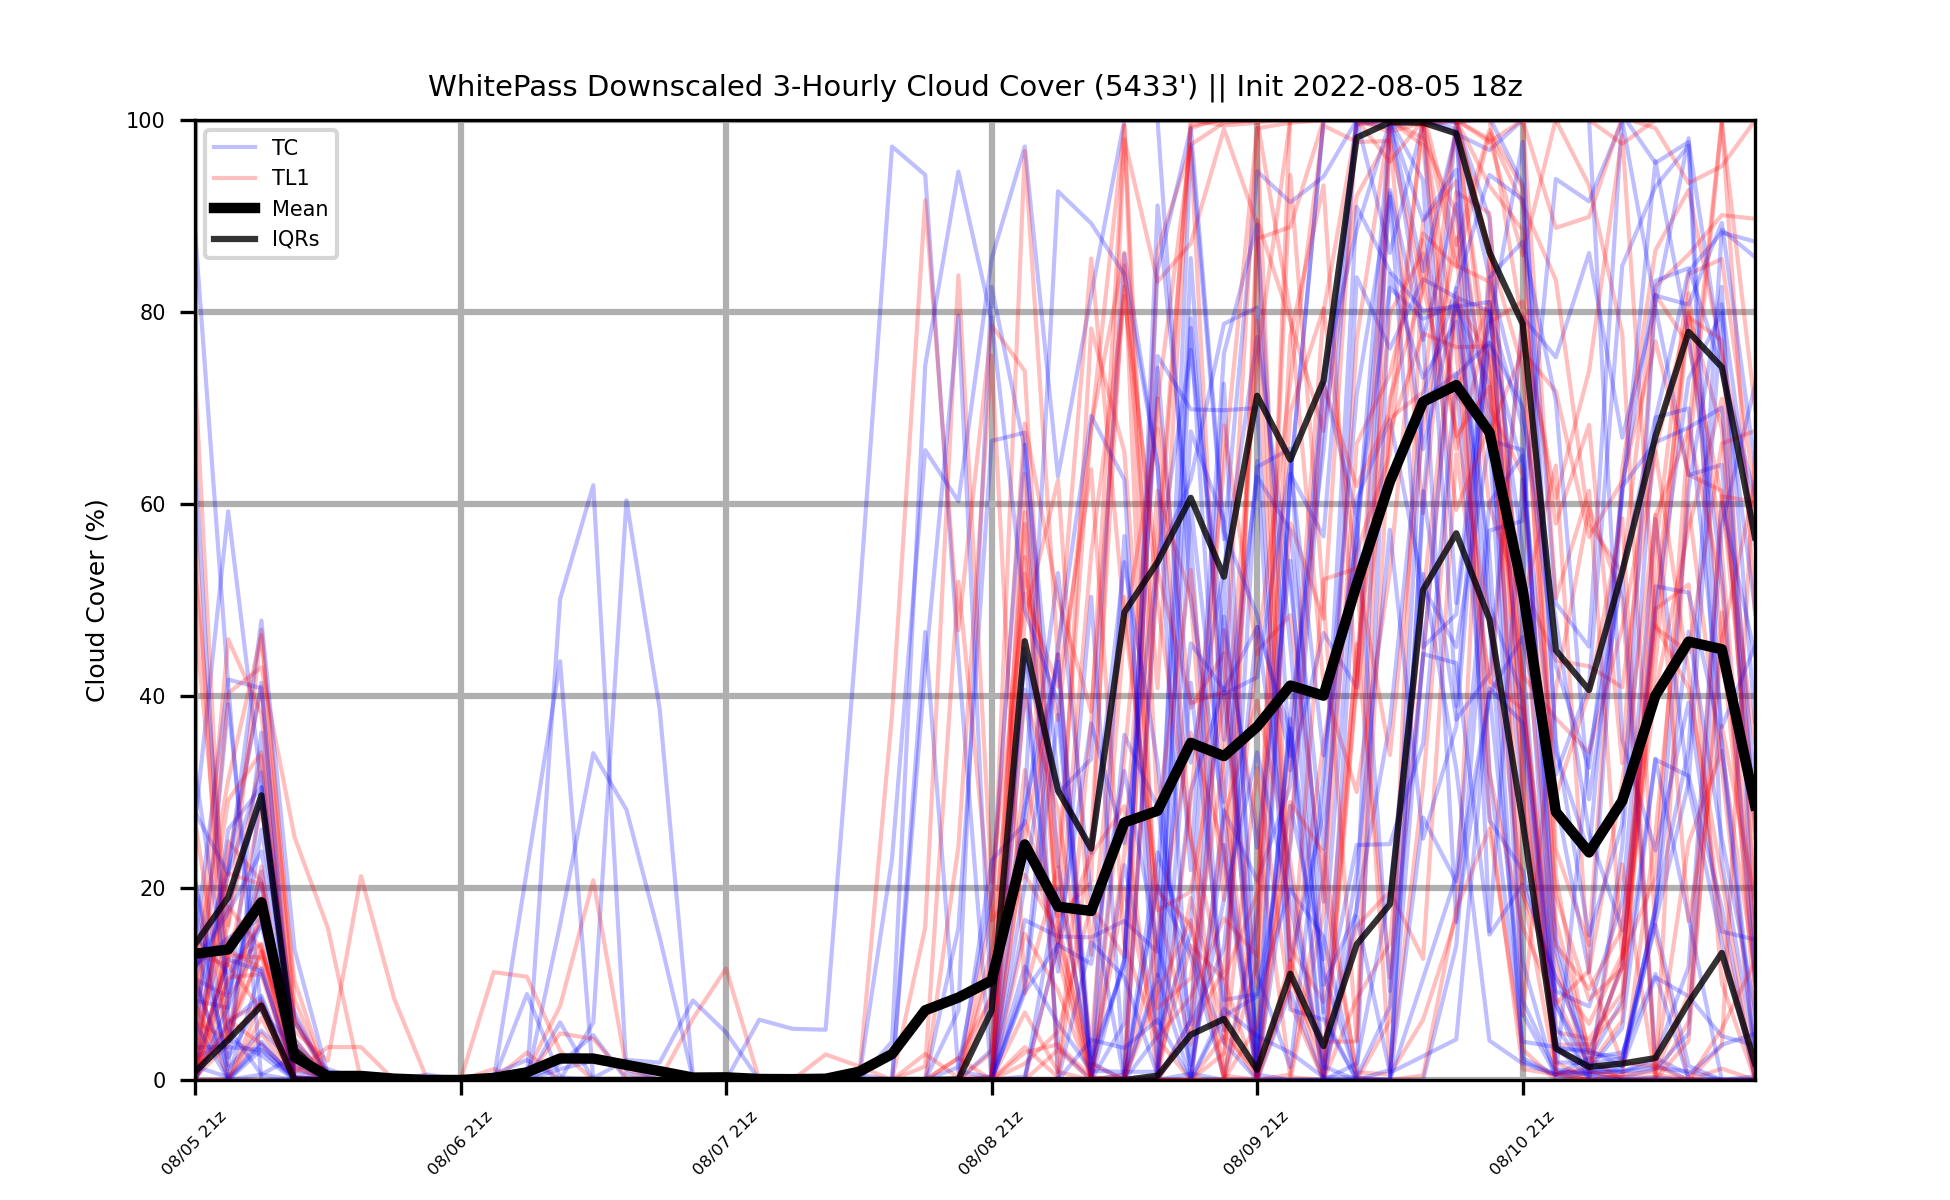 WhitePass Downscaled 3-Hourly Cloud Cover (5433') || Init 2022-08-05 18z
100
80
60
40
20
0
Cloud Cover (%)
TC
TL1
Mean
IQRs
08/05 21z
08/06 21z
08/07 21z
08/08 21z
08/09 21z
08/10 21z